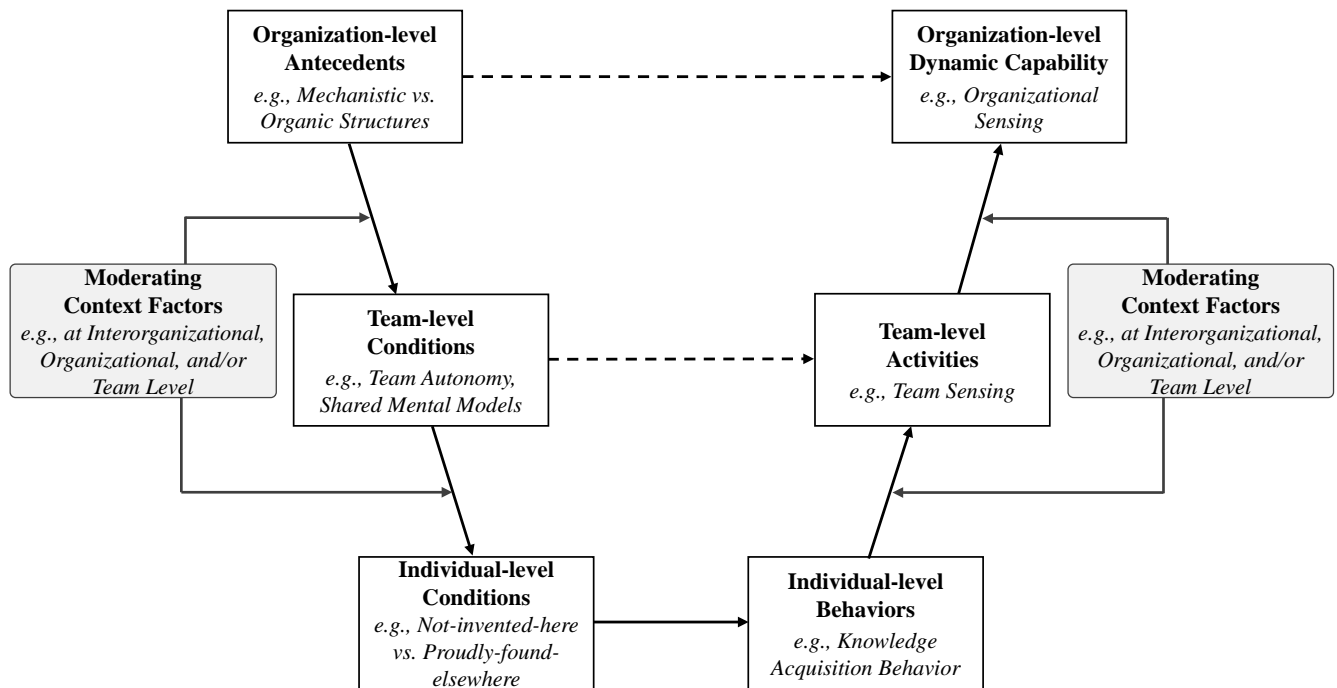 Organization-level
Antecedents
e.g., Mechanistic vs.
Organic Structures
Organization-level
Dynamic Capability
e.g., Organizational
Sensing
Moderating
Context Factors
e.g., at Interorganizational,
Organizational, and/or
Team Level
Team-level
Conditions
e.g., Team Autonomy,
Shared Mental Models
Team-level
Activities
e.g., Team Sensing
Moderating
Context Factors
e.g., at Interorganizational,
Organizational, and/or
Team Level
Individual-level
Conditions
e.g., Not-invented-here
vs. Proudly-found-
elsewhere
Individual-level
Behaviors
e.g., Knowledge
Acquisition Behavior